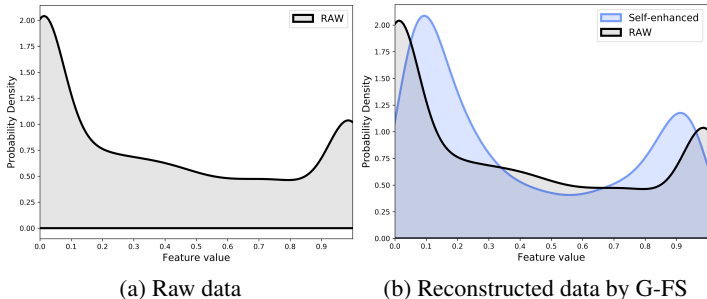 RAW
2.00
1.75
1.50
1.25
1.00
0.75
0.50
0.25
0.00
Probability Density
0.0 0.1 0.2 0.3 0.4 0.5 0.6 0.7 0.8 0.9
Feature value
(a) Raw data
Self-enhanced
RAW
2.00
1.75
1.50
1.25
1.00
0.75
0.50
0.25
0.00
Probability Density
0.0 0.1 0.2 0.3 0.4 0.5 0.6 0.7 0.8 0.9
Feature value
(b) Reconstructed data by G-FS